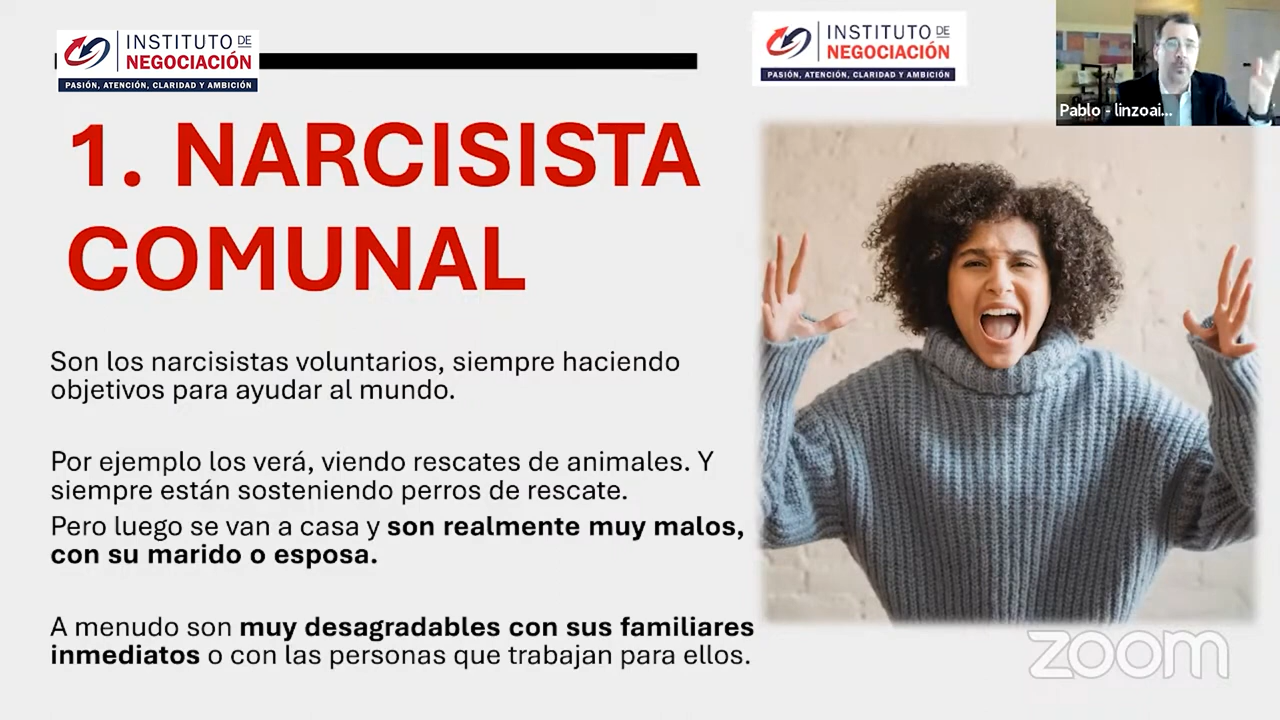 INSTITUTO DE
NEGOCIACIÓN
PASIÓN, ATENCIÓN, CLARIDAD Y AMBICIÓN
INSTITUTO DE
NEGOCIACIÓN
PASIÓN, ATENCIÓN, CLARIDAD Y AMBICIÓN
Pablo - linzoai...
1. NARCISISTA
COMUNAL
Son los narcisistas voluntarios, siempre haciendo
objetivos para ayudar al mundo.
Por ejemplo los verá, viendo rescates de animales. Y
siempre están sosteniendo perros de rescate.
Pero luego se van a casa y son realmente muy malos,
con su marido o esposa.
A menudo son muy desagradables con sus familiares
inmediatos o con las personas que trabajan para ellos.
zoom